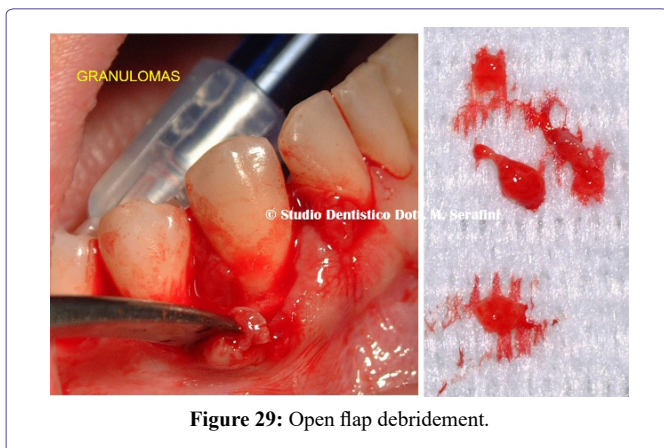 GRANULOMAS
© Studio Dentistico Dott. M. Serafini
Figure 29: Open flap debridement.